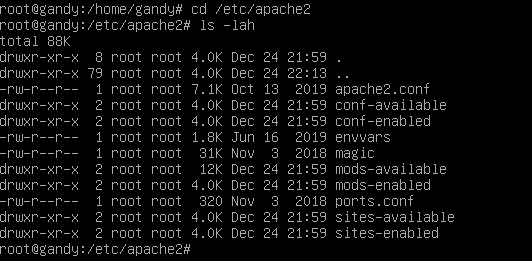 root@gandy:/home/gandy# cd /etc/apache2
root@gandy:/etc/apache2# ls -lah
total 88K
drwxr-xr-x  8 root root 4.0K Dec 24 21:59 .
drwxr-xr-x 79 root root 4.0K Dec 24 22:13 ..
-rw-r--r--  1 root root 7.1K Oct 13  2019 apache2.conf
drwxr-xr-x  2 root root 4.0K Dec 24 21:59 conf-available
drwxr-xr-x  2 root root 4.0K Dec 24 21:59 conf-enabled
-rw-r--r--  1 root root 1.8K Jun 16  2019 envvars
-rw-r--r--  1 root root  31K Nov  3  2018 magic
drwxr-xr-x  2 root root  12K Dec 24 21:59 mods-available
drwxr-xr-x  2 root root 4.0K Dec 24 21:59 mods-enabled
-rw-r--r--  1 root root  320 Nov  3  2018 ports.conf
drwxr-xr-x  2 root root 4.0K Dec 24 21:59 sites-available
drwxr-xr-x  2 root root 4.0K Dec 24 21:59 sites-enabled
root@gandy:/etc/apache2#